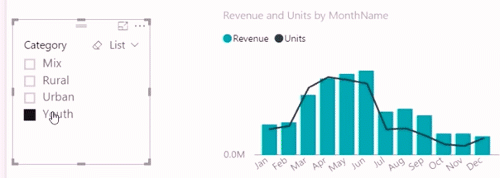 Category
List
Mix
Rural
Urban
Youth
Revenue and Units by MonthName
Revenue Units
0.0M
Jan Feb Mar Apr May Jun Jul Aug Sep Oct Nov Dec